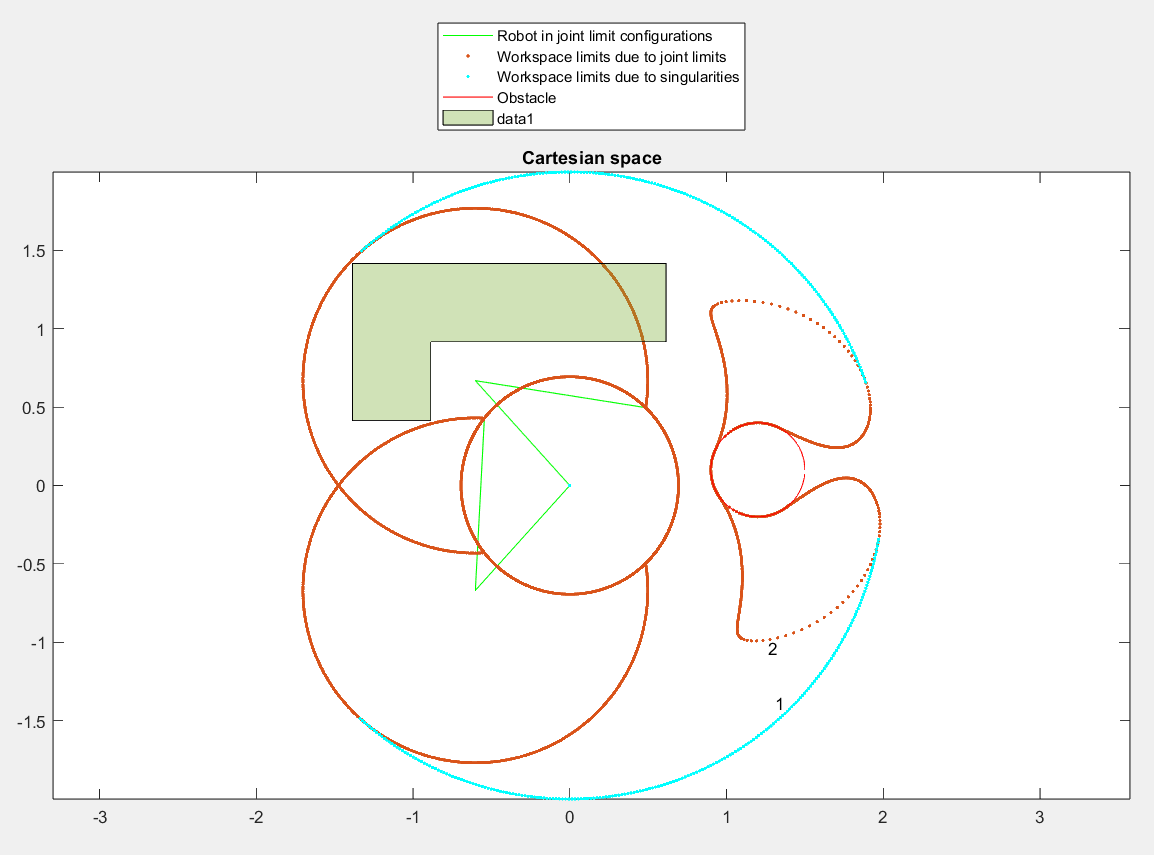 Robot in joint limit configurations
Workspace limits due to joint limits
Workspace limits due to singularities
Obstacle
data1
Cartesian space
1.5
1
0.5
0
-0.5
-1
-1.5
2
1
-3
-2
-1
0
1
2
3